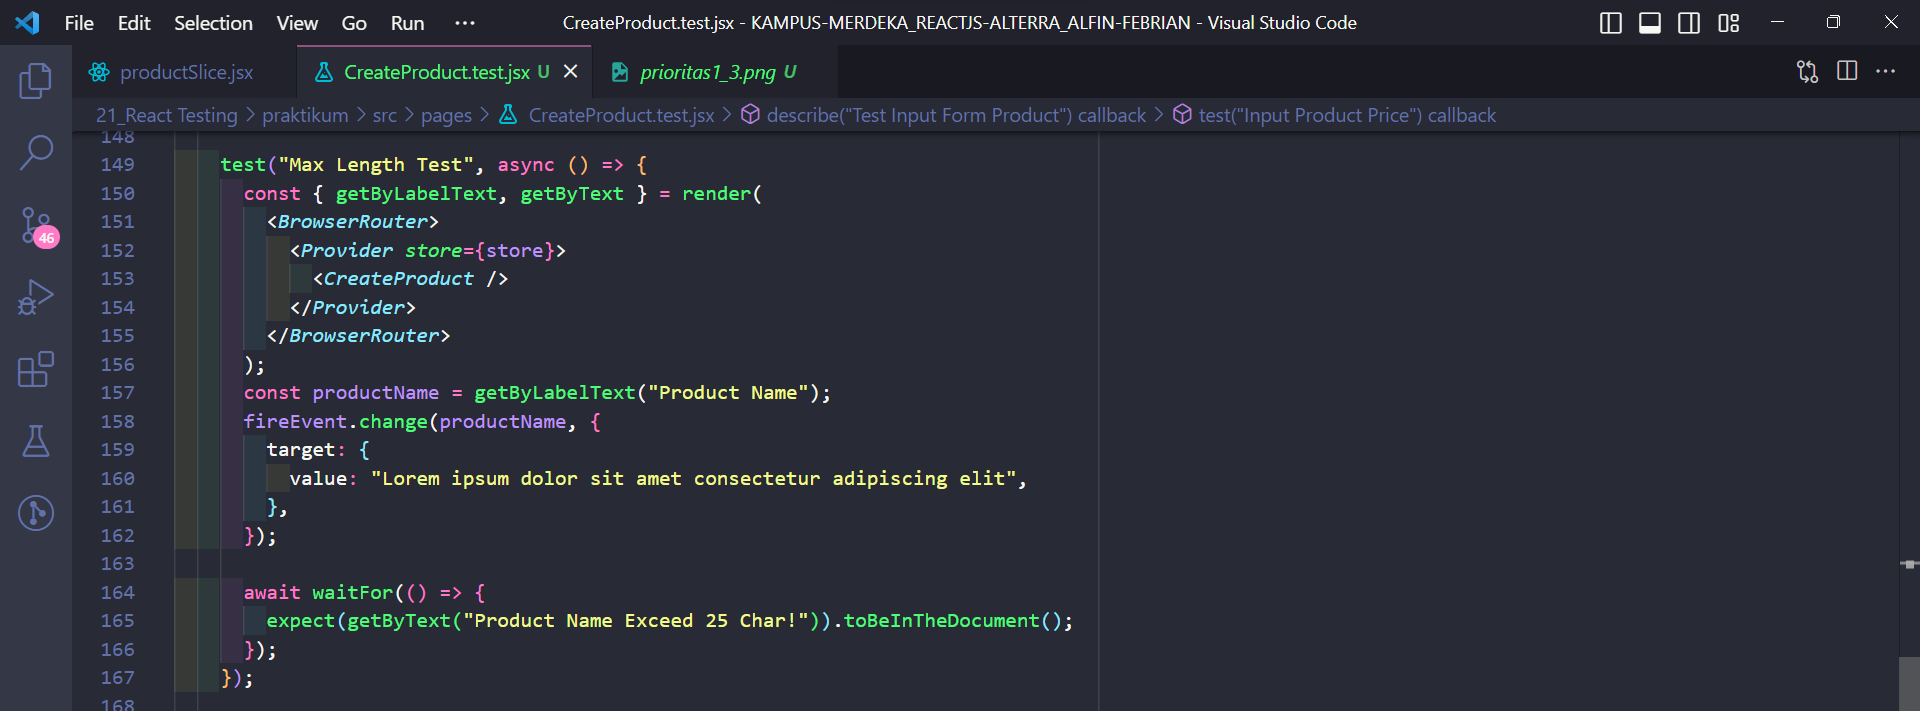 File Edit Selection View Go Run ··· CreateProduct.test.jsx - KAMPUS-MERDEKA_REACTJS-ALTERRA_ALFIN-FEBRIAN - Visual Studio Code
productSlice.jsx CreateProduct.test.jsx U prioritas1_3.png U
21_React Testing > praktikum > src > pages > CreateProduct.test.jsx > describe("Test Input Form Product") callback > test("Input Product Price") callback
46
148
149 test("Max Length Test", async () => {
150 const { getByLabelText, getByText } = render(
151 <BrowserRouter>
152 <Provider store={store}>
153 <CreateProduct />
154 </Provider>
155 </BrowserRouter>
156 );
157 const productName = getByLabelText("Product Name");
158 fireEvent.change(productName, {
159 target: {
160 value: "Lorem ipsum dolor sit amet consectetur adipiscing elit",
161 },
162 });
163
164 await waitFor(() => {
165 expect(getByText("Product Name Exceed 25 Char!")).toBeInTheDocument();
166 });
167 });
168